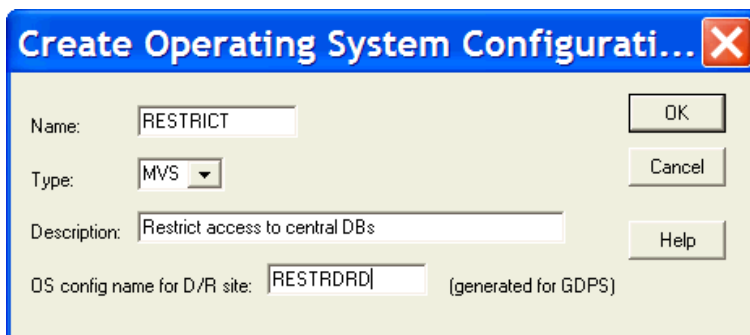 Create Operating System Configurati...
Name: RESTRICT OK
Type: MVS Cancel
Description: Restrict access to central DBs Help
OS config name for D/R site: RESTRDRD (generated for GDPS)